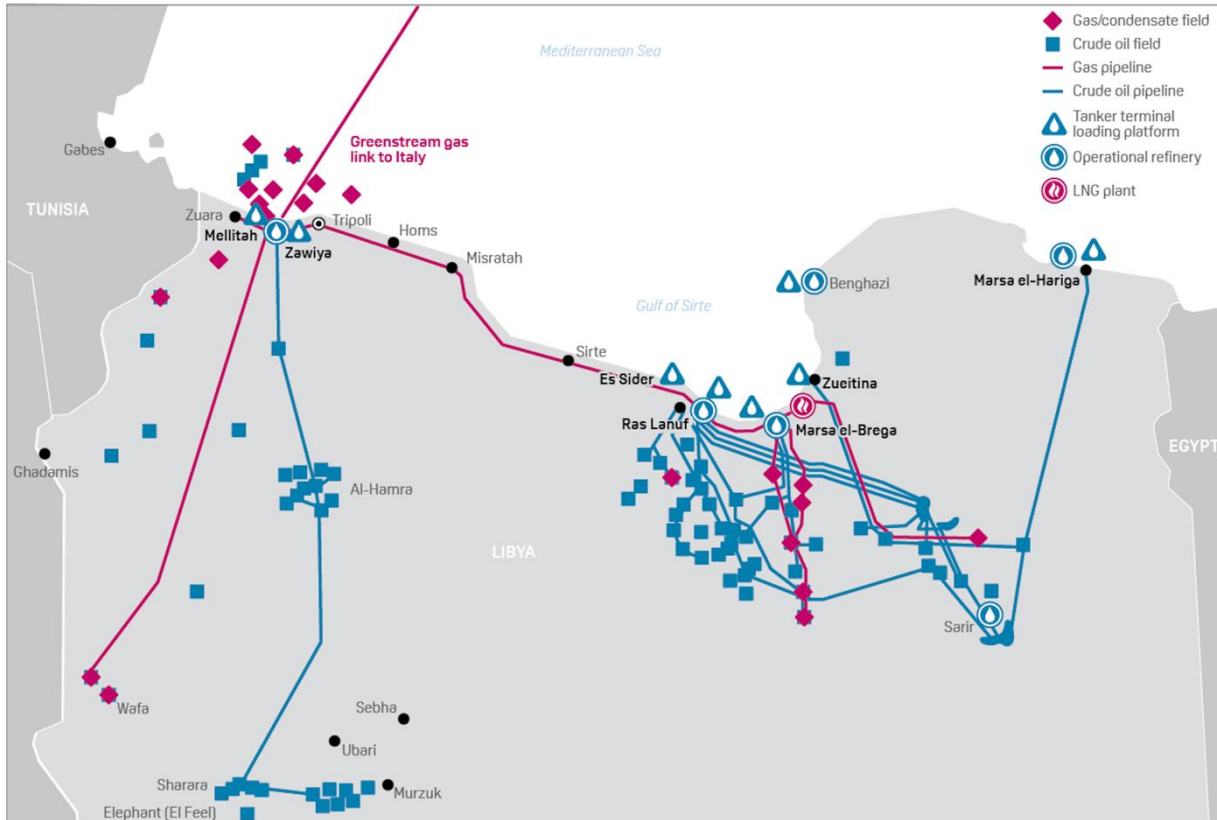 Mediterranean Sea
Gas/condensate field
Crude oil field
Gas pipeline
Crude oil pipeline
Tanker terminal
loading platform
Operational refinery
LNG plant
Greenstream gas
link to Italy
Gabes
TUNISIA
Zuara
Mellitah
Zawiya
Tripoli
Homs
Misratah
Gulf of Sirte
Benghazi
Marsa el-Hariga
Sirte
Es Sider
Zueitina
Ras Lanuf
Marsa el-Brega
EGYPT
Ghadamis
Al-Hamra
LIBYA
Sarir
Wafa
Sebha
Ubari
Sharara
Murzuk
Elephant (El Feel)